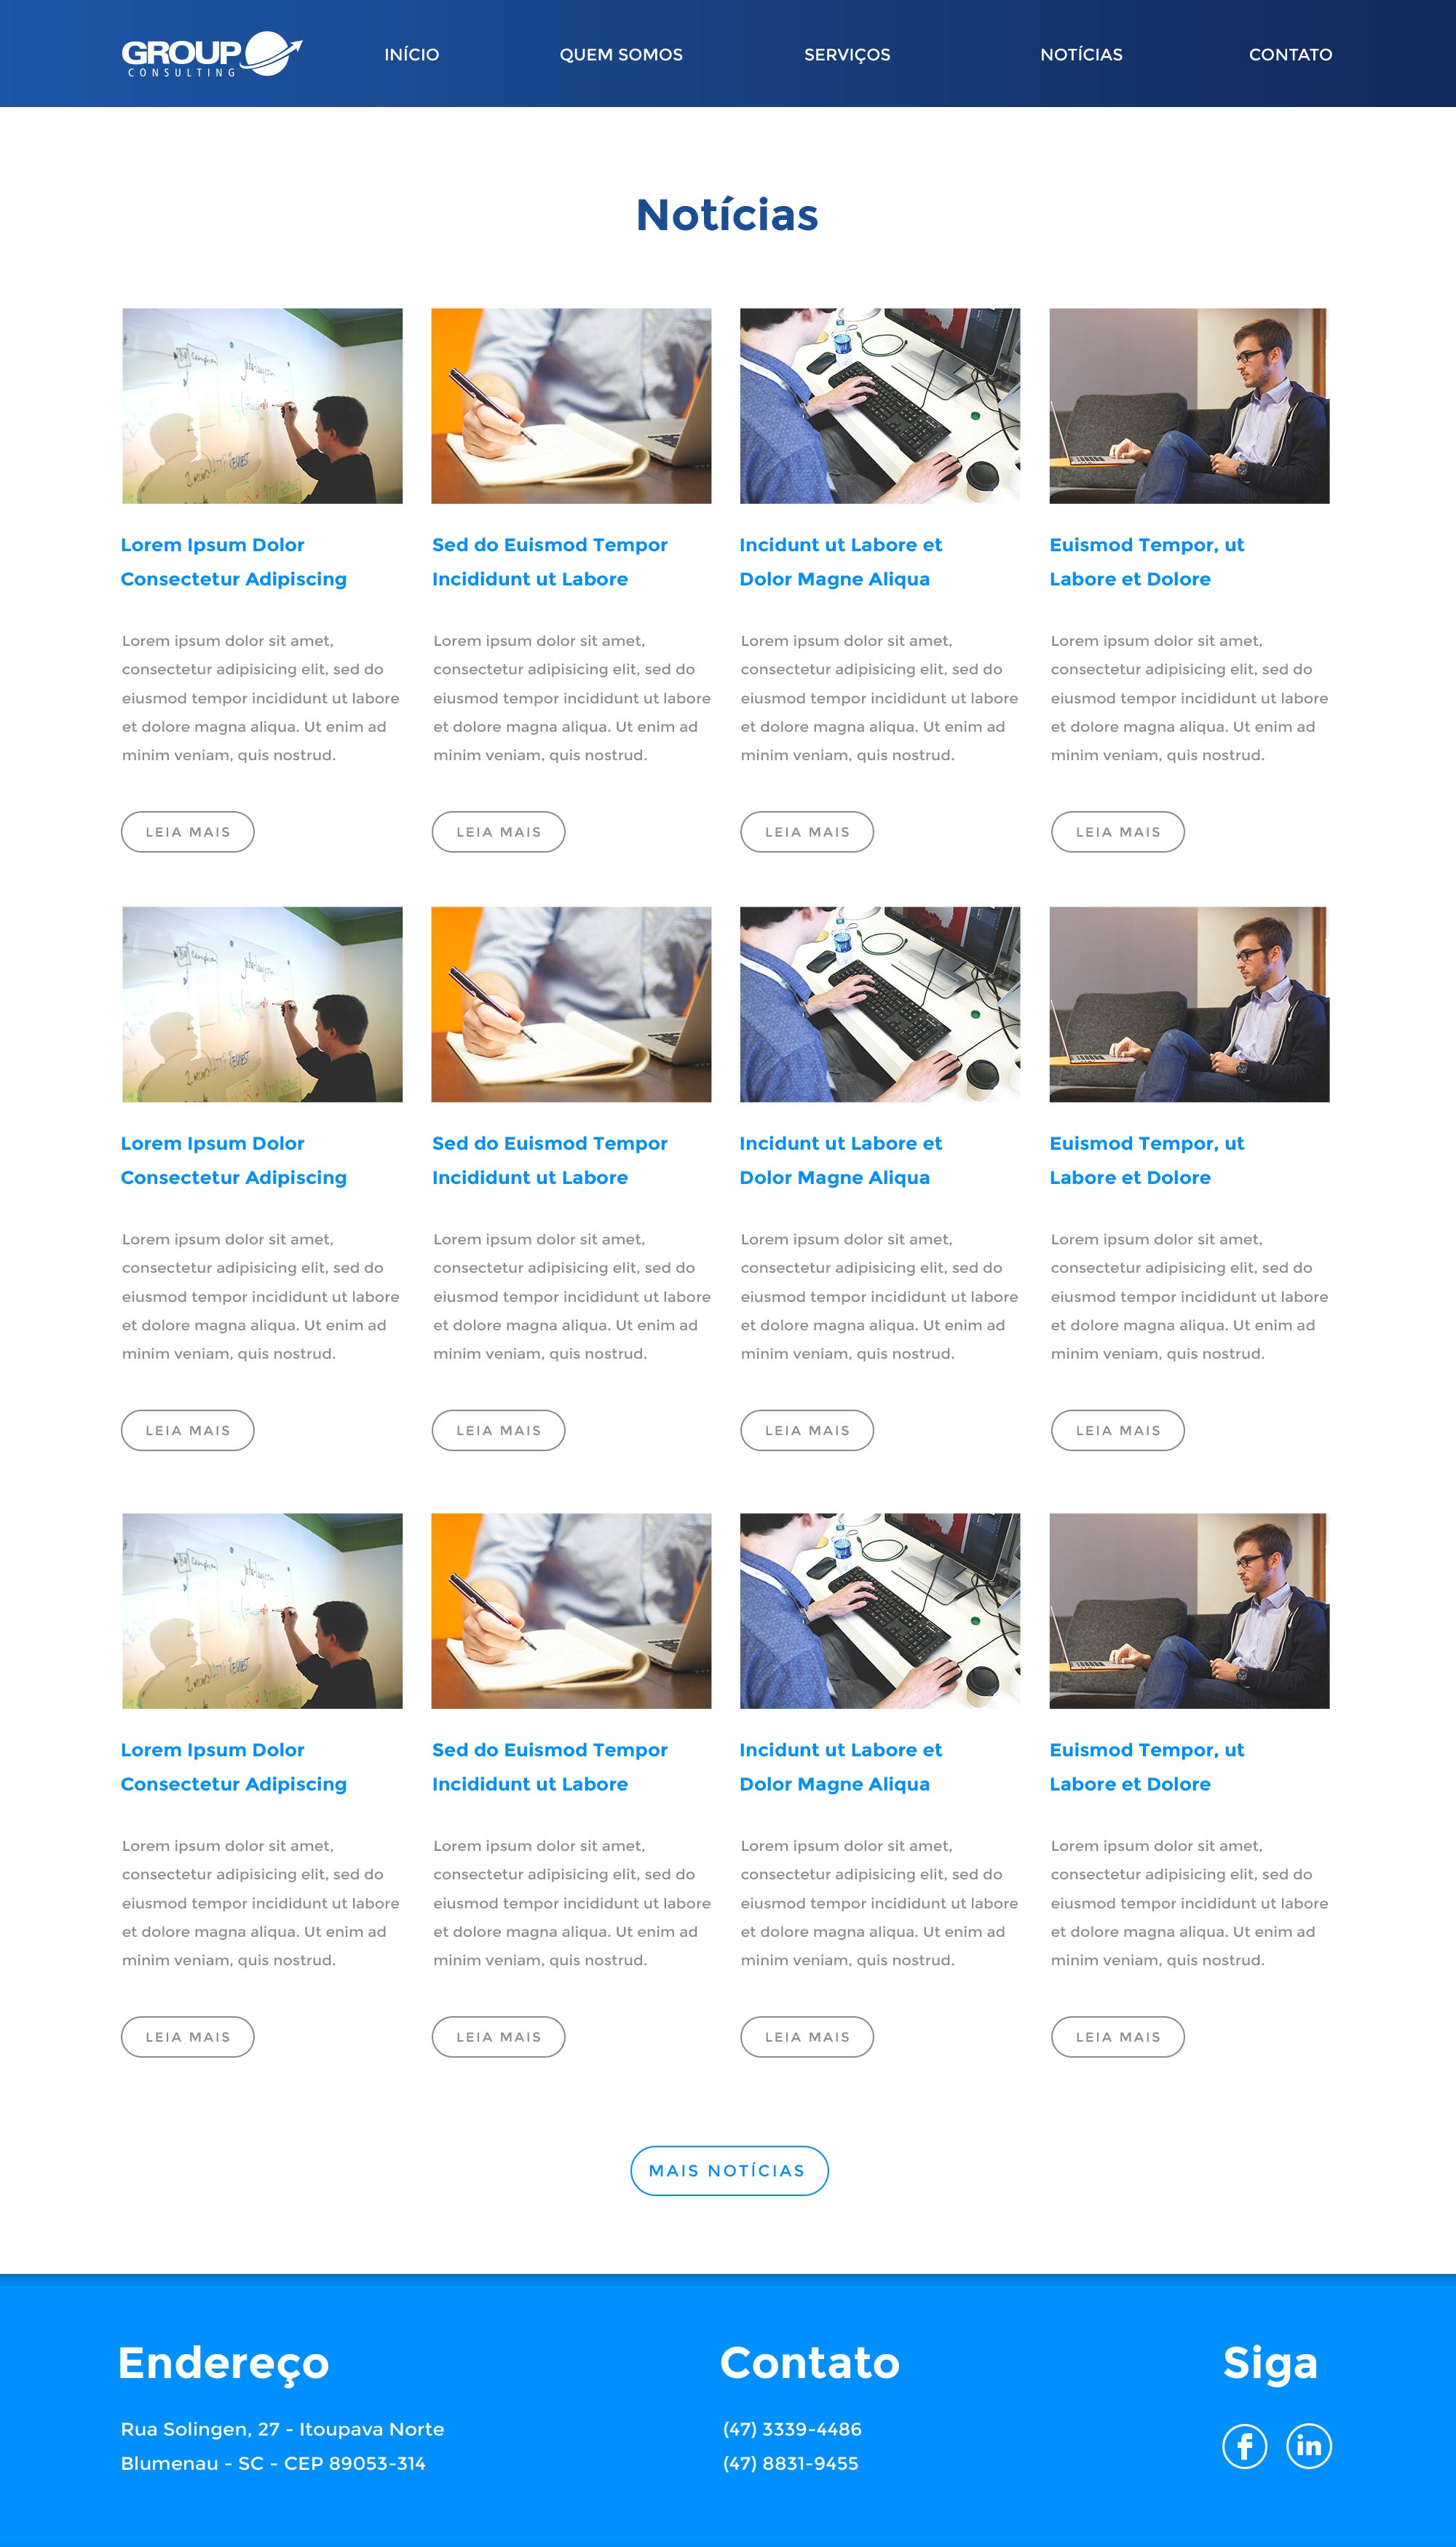 GROUP
CONSULTING
INÍCIO
QUEM SOMOS
SERVIÇOS
NOTÍCIAS
CONTATO
Notícias
Lorem Ipsum Dolor
Consectetur Adipiscing
Lorem ipsum dolor sit amet,
consectetur adipisicing elit, sed do
eiusmod tempor incididunt ut labore
et dolore magna aliqua. Ut enim ad
minim veniam, quis nostrud.
LEIA MAIS
Sed do Euismod Tempor
Incididunt ut Labore
Lorem ipsum dolor sit amet,
consectetur adipisicing elit, sed do
eiusmod tempor incididunt ut labore
et dolore magna aliqua. Ut enim ad
minim veniam, quis nostrud.
LEIA MAIS
Incidunt ut Labore et
Dolor Magne Aliqua
Lorem ipsum dolor sit amet,
consectetur adipisicing elit, sed do
eiusmod tempor incididunt ut labore
et dolore magna aliqua. Ut enim ad
minim veniam, quis nostrud.
LEIA MAIS
Euismod Tempor, ut
Labore et Dolore
Lorem ipsum dolor sit amet,
consectetur adipisicing elit, sed do
eiusmod tempor incididunt ut labore
et dolore magna aliqua. Ut enim ad
minim veniam, quis nostrud.
LEIA MAIS
Lorem Ipsum Dolor
Consectetur Adipiscing
Lorem ipsum dolor sit amet,
consectetur adipisicing elit, sed do
eiusmod tempor incididunt ut labore
et dolore magna aliqua. Ut enim ad
minim veniam, quis nostrud.
LEIA MAIS
Sed do Euismod Tempor
Incididunt ut Labore
Lorem ipsum dolor sit amet,
consectetur adipisicing elit, sed do
eiusmod tempor incididunt ut labore
et dolore magna aliqua. Ut enim ad
minim veniam, quis nostrud.
LEIA MAIS
Incidunt ut Labore et
Dolor Magne Aliqua
Lorem ipsum dolor sit amet,
consectetur adipisicing elit, sed do
eiusmod tempor incididunt ut labore
et dolore magna aliqua. Ut enim ad
minim veniam, quis nostrud.
LEIA MAIS
Euismod Tempor, ut
Labore et Dolore
Lorem ipsum dolor sit amet,
consectetur adipisicing elit, sed do
eiusmod tempor incididunt ut labore
et dolore magna aliqua. Ut enim ad
minim veniam, quis nostrud.
LEIA MAIS
Lorem Ipsum Dolor
Consectetur Adipiscing
Lorem ipsum dolor sit amet,
consectetur adipisicing elit, sed do
eiusmod tempor incididunt ut labore
et dolore magna aliqua. Ut enim ad
minim veniam, quis nostrud.
LEIA MAIS
Sed do Euismod Tempor
Incididunt ut Labore
Lorem ipsum dolor sit amet,
consectetur adipisicing elit, sed do
eiusmod tempor incididunt ut labore
et dolore magna aliqua. Ut enim ad
minim veniam, quis nostrud.
LEIA MAIS
Incidunt ut Labore et
Dolor Magne Aliqua
Lorem ipsum dolor sit amet,
consectetur adipisicing elit, sed do
eiusmod tempor incididunt ut labore
et dolore magna aliqua. Ut enim ad
minim veniam, quis nostrud.
LEIA MAIS
Euismod Tempor, ut
Labore et Dolore
Lorem ipsum dolor sit amet,
consectetur adipisicing elit, sed do
eiusmod tempor incididunt ut labore
et dolore magna aliqua. Ut enim ad
minim veniam, quis nostrud.
LEIA MAIS
MAIS NOTÍCIAS
Endereço
Rua Solingen, 27 - Itoupava Norte
Blumenau - SC - CEP 89053-314
Contato
(47) 3339-4486
(47) 8831-9455
Siga
f
in